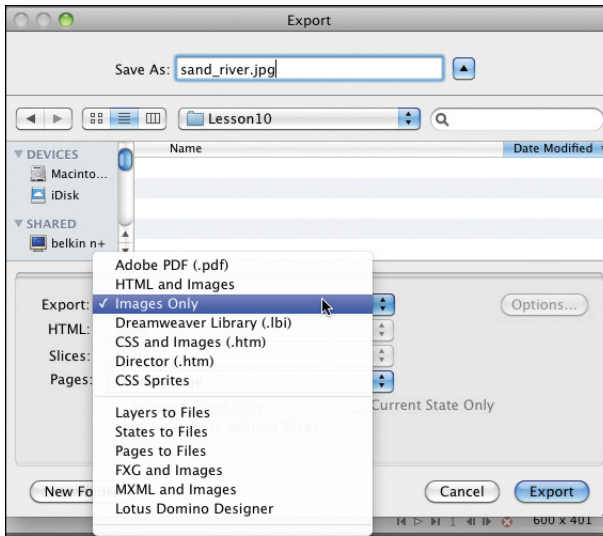 Export
Save As: sand_river.jpg
Lesson10
Name Date Modified
DEVICES
Macinto...
iDisk
SHARED
belkin n+
Adobe PDF (.pdf)
HTML and Images
Export: ✓ Images Only Options...
HTML: Dreamweaver Library (.lbi)
Slices: CSS and Images (.htm)
Director (.htm)
Pages: CSS Sprites
Current State Only
Layers to Files
States to Files
without Slices
Pages to Files
FXG and Images
New Fo MXML and Images Cancel Export
Lotus Domino Designer
600 x 401